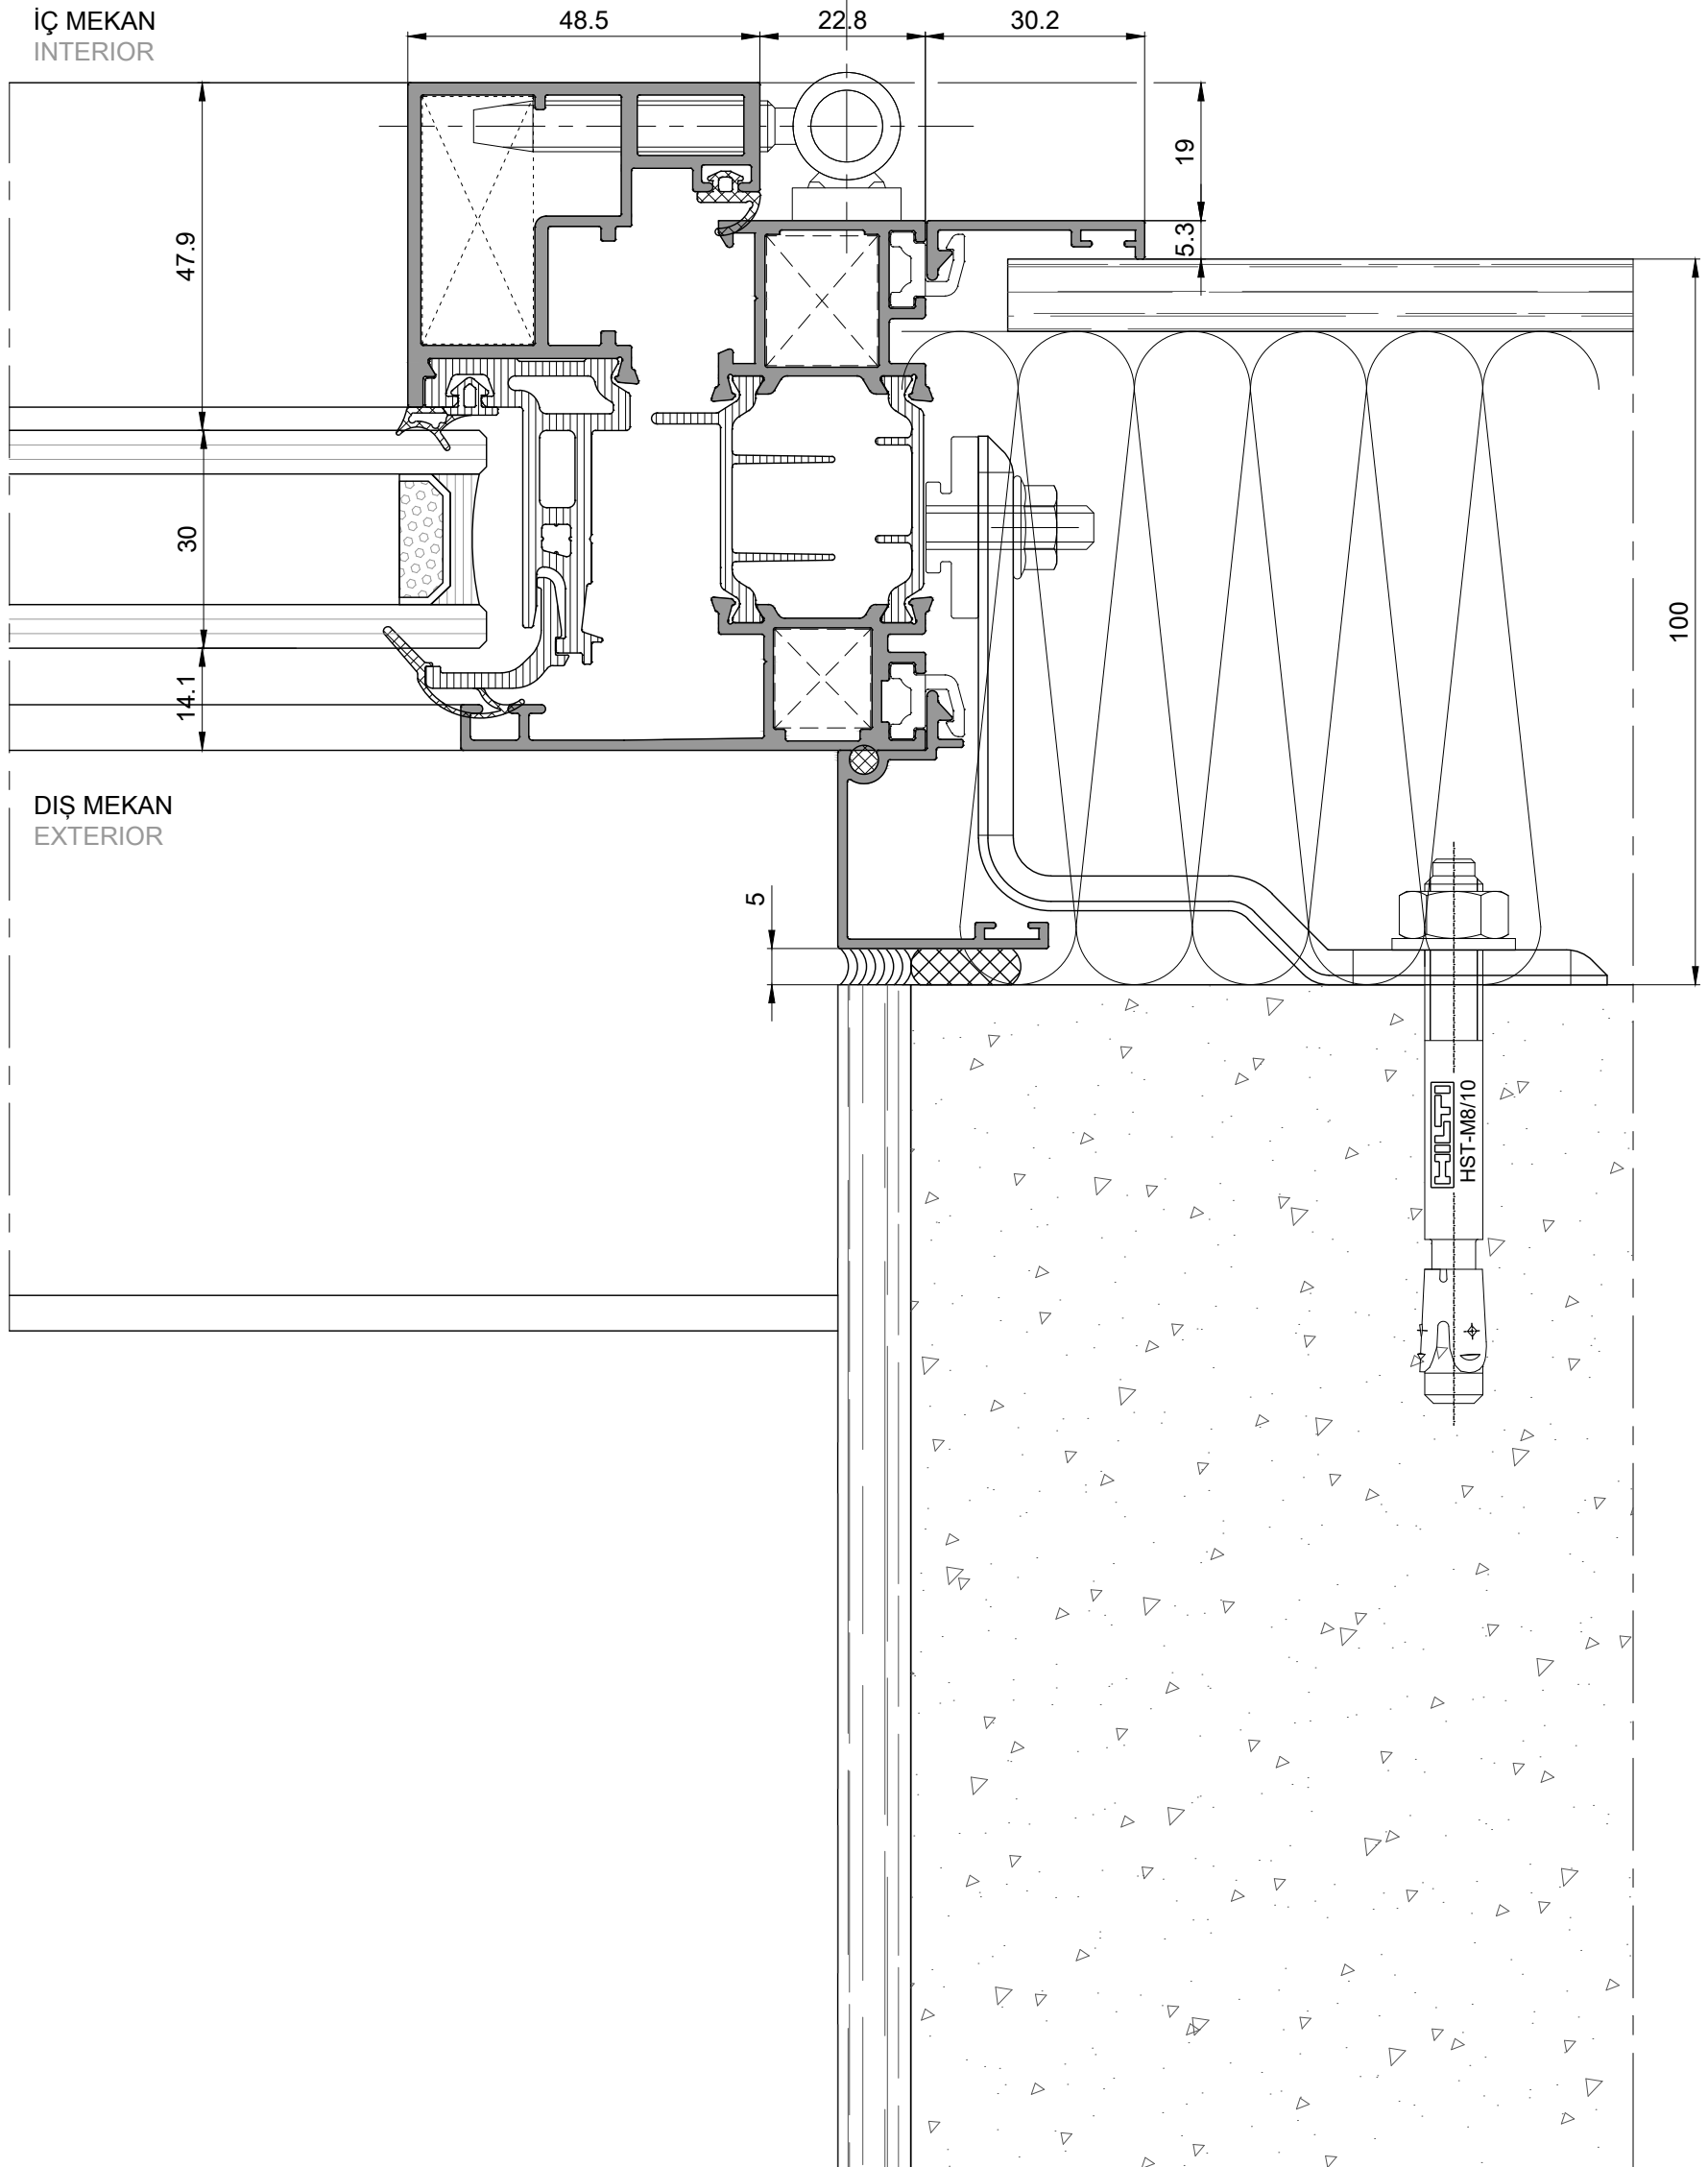 İÇ MEKAN
INTERIOR
48.5
22.8
30.2
19
5.3
47.9
30
14.1
100
DIŞ MEKAN
EXTERIOR
5
HILTI
HST-M8/10